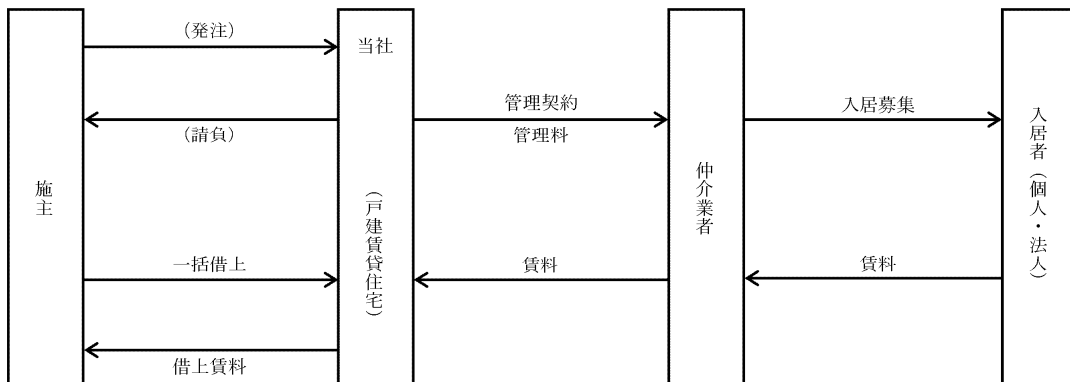 施主
(発注)
(請負)
一括借上
借上賃料
当社
(戸建賃貸住宅)
管理契約
管理料
賃料
仲介業者
入居募集
賃料
入居者(個人・法人)